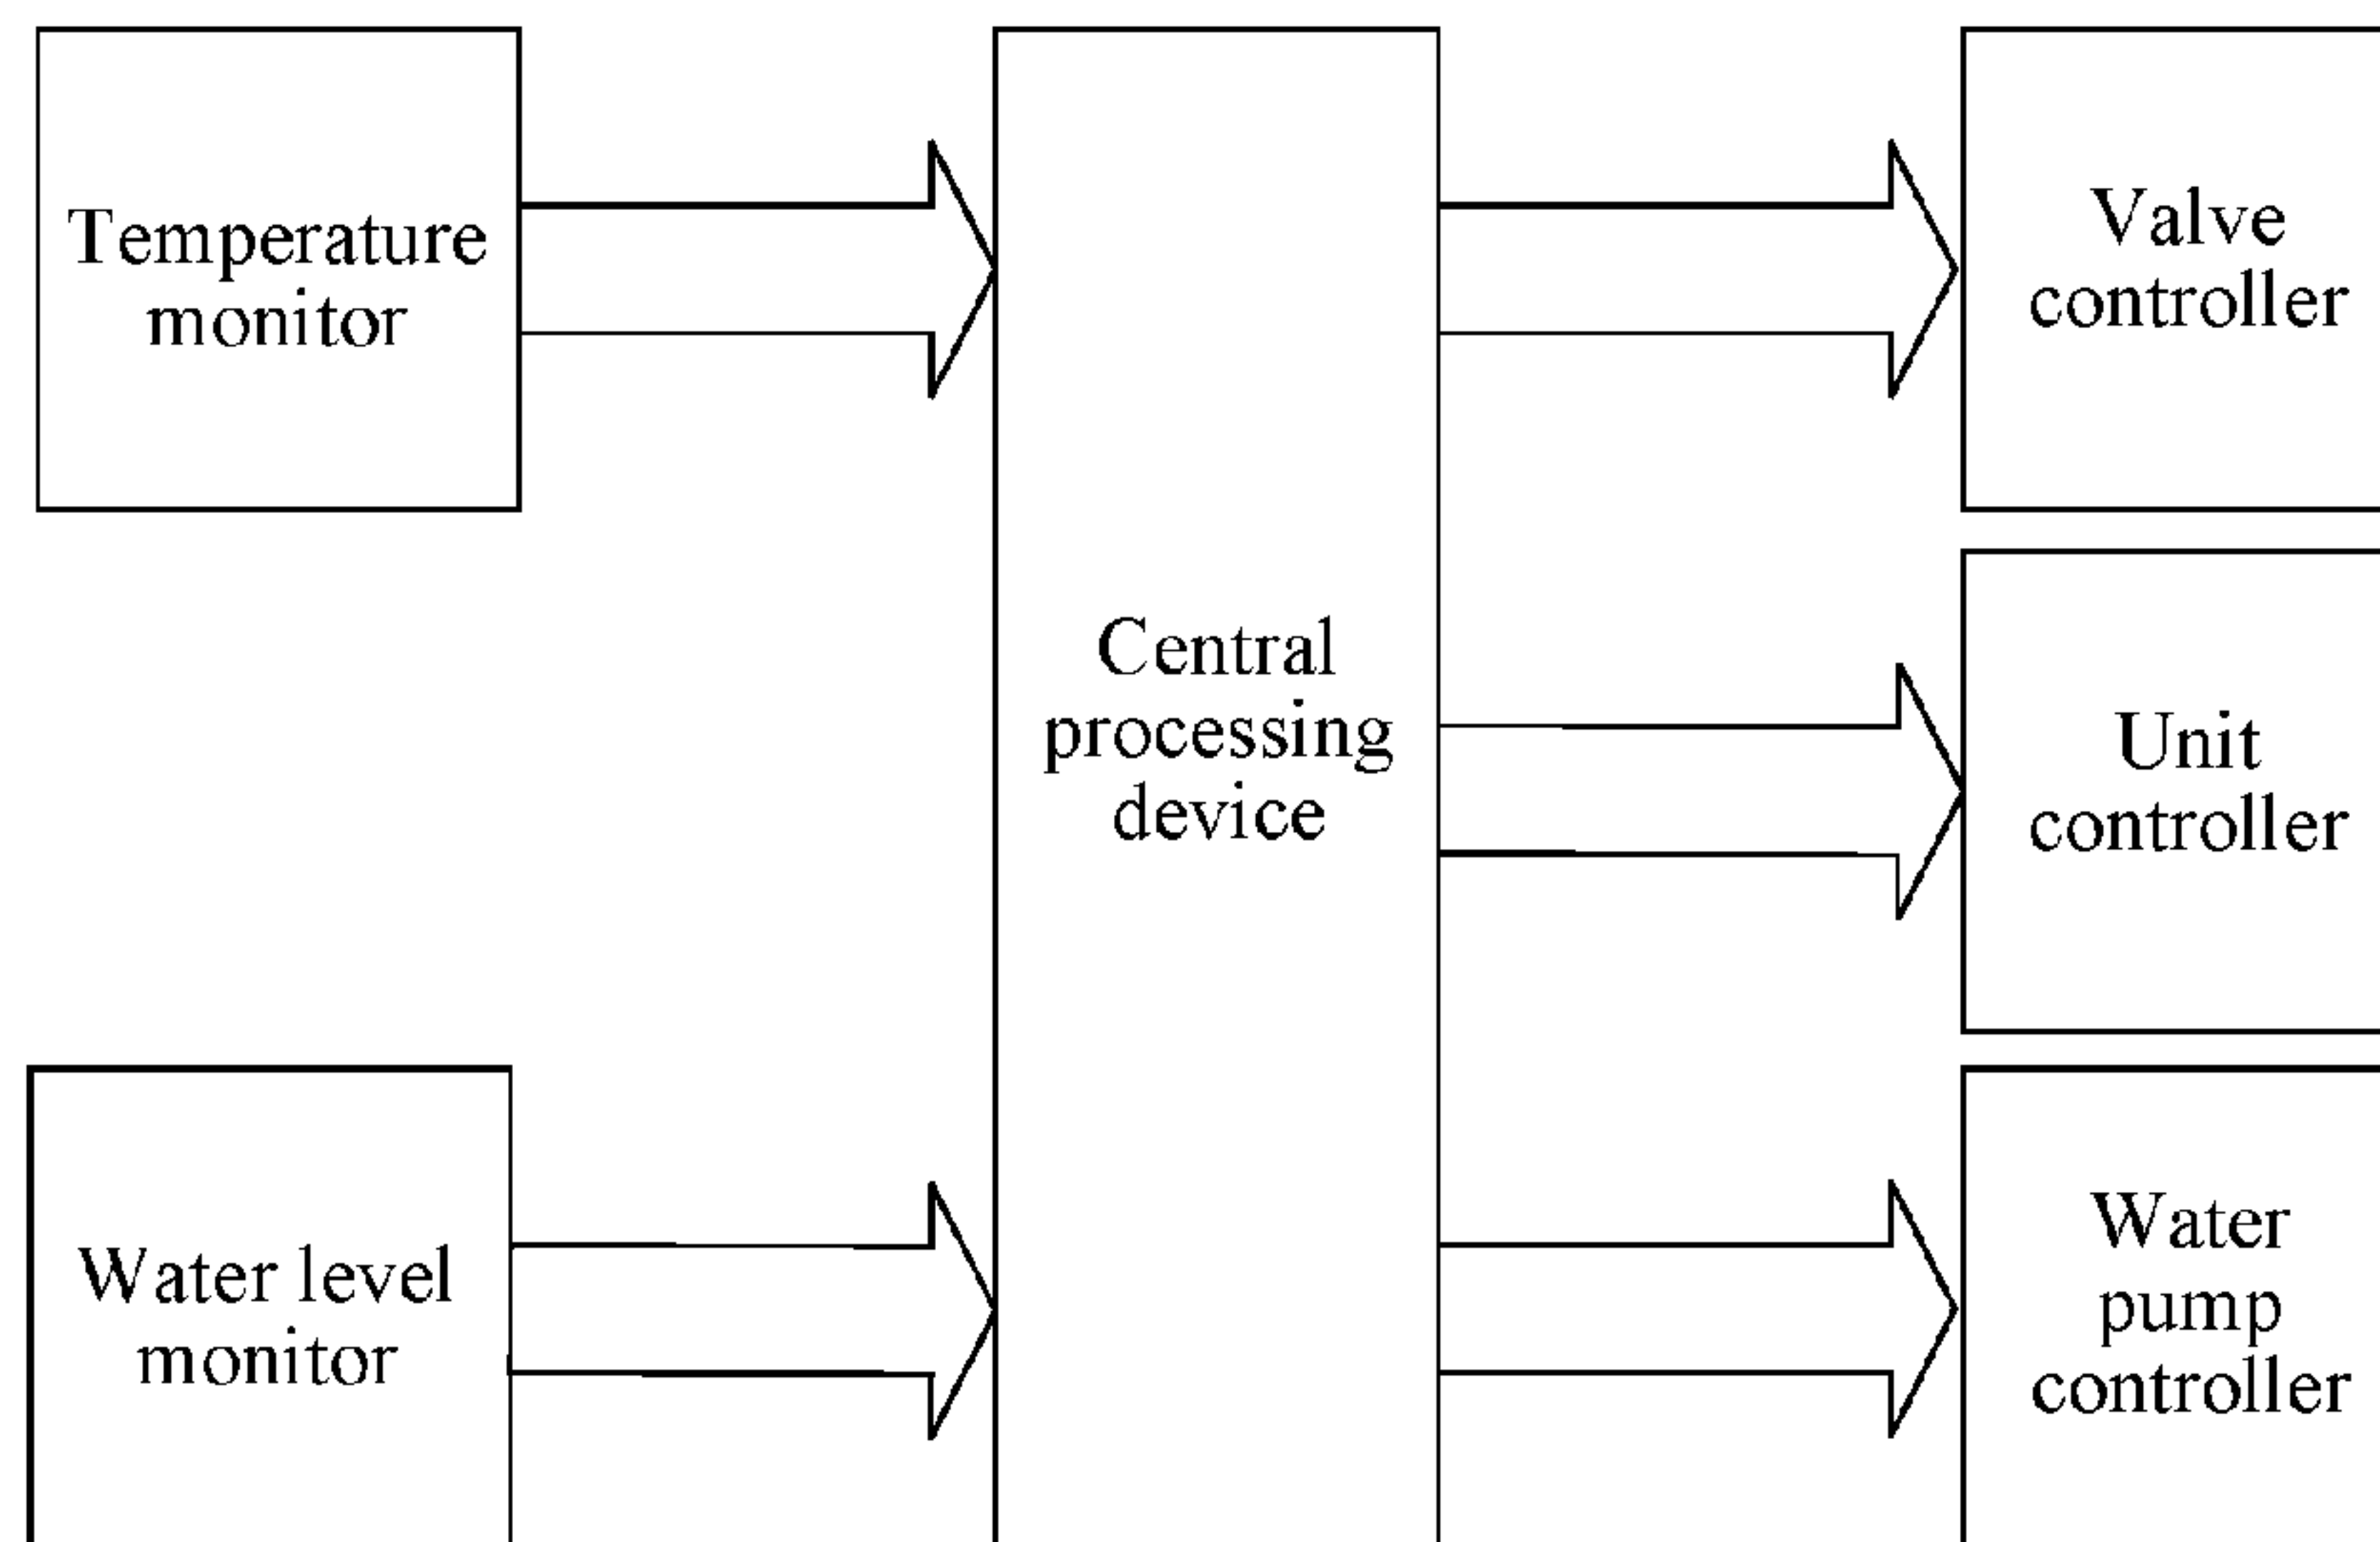 Temperature
monitor
Central
processing
device
Valve
controller
Unit
controller
Water level
monitor
Water
pump
controller